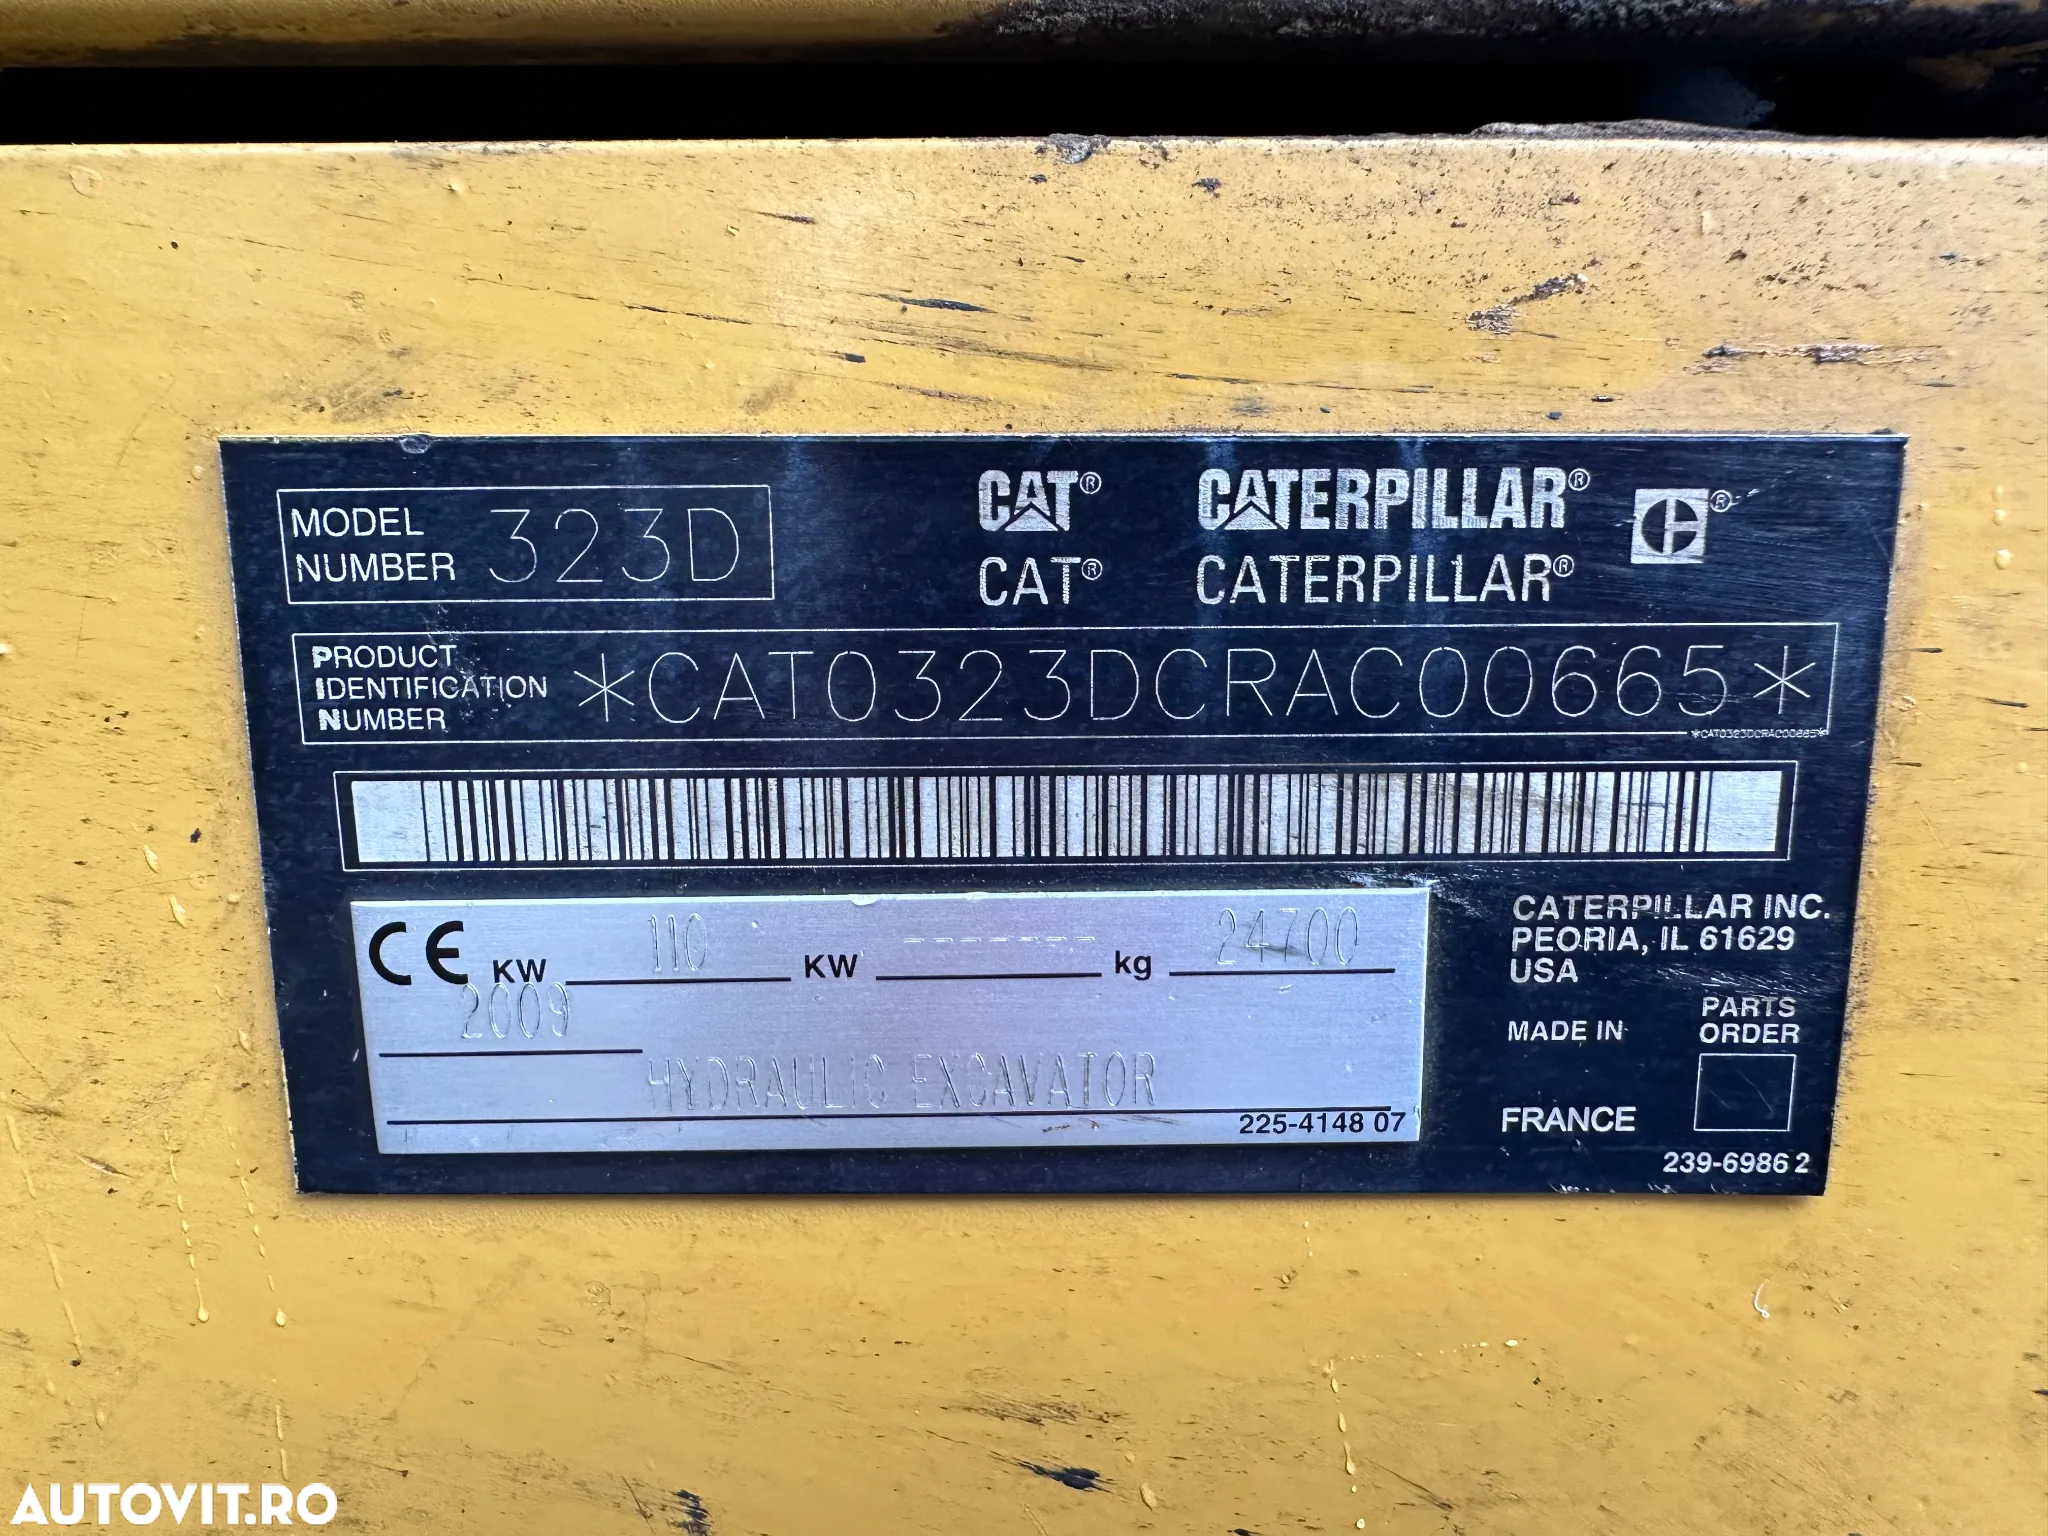 MODEL
NUMBER 323D
CAT® CATERPILLAR® ®
CAT® CATERPILLAR®
PRODUCT
IDENTIFICATION
NUMBER
*CAT0323DCRAC00665*
*CAT0323DCRAC00665*
CE KW 110 KW ------- kg 24700
2009
HYDRAULIC EXCAVATOR
225-4148 07
CATERPILLAR INC.
PEORIA, IL 61629
USA
MADE IN
FRANCE
PARTS
ORDER
239-6986 2
AUTOVIT.RO